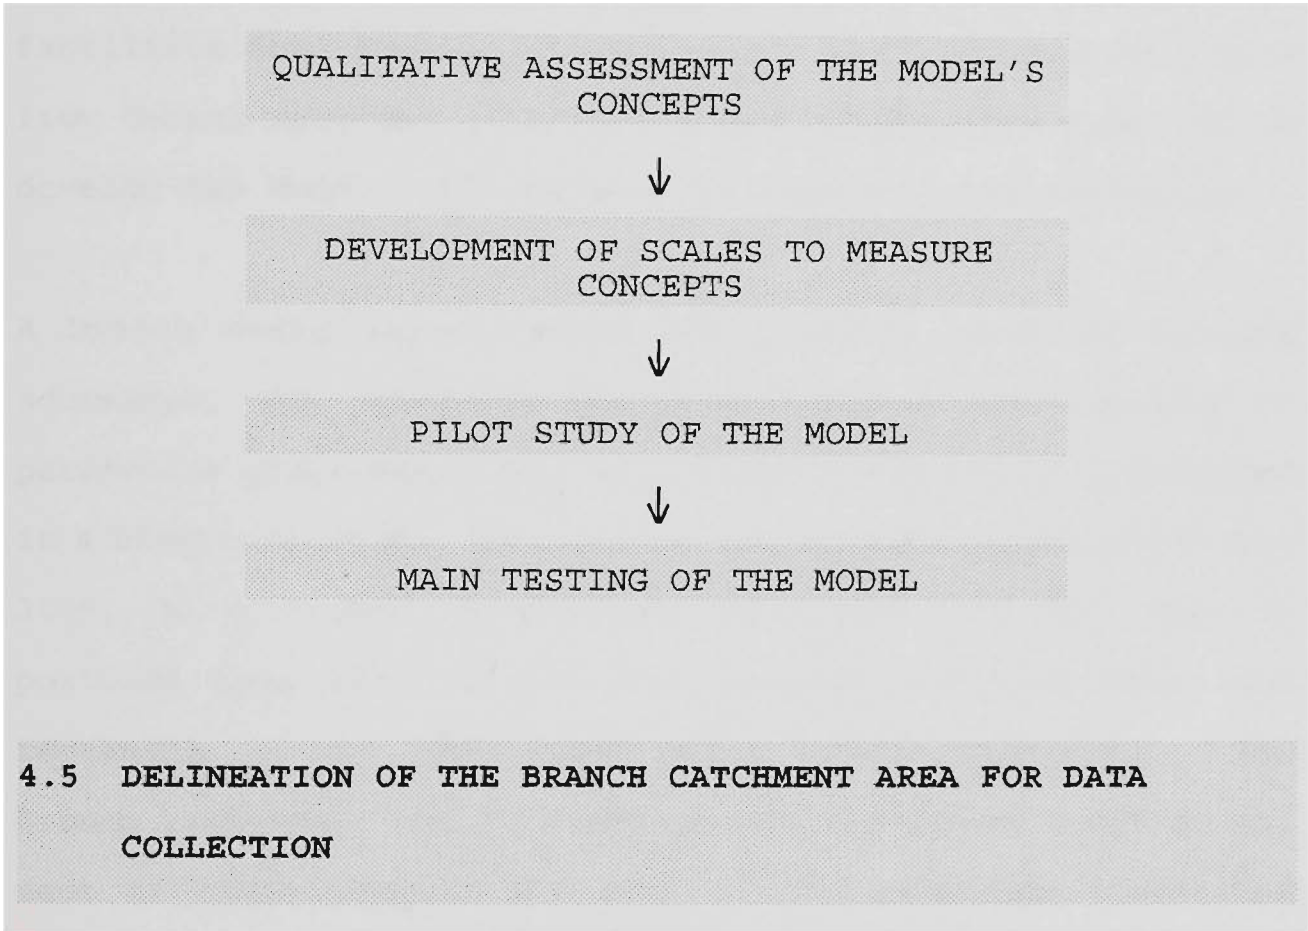 QUALITATIVE ASSESSMENT OF THE MODEL'S
CONCEPTS
↓
DEVELOPMENT OF SCALES TO MEASURE
CONCEPTS
↓
PILOT STUDY OF THE MODEL
↓
MAIN TESTING OF THE MODEL
4.5 DELINEATION OF THE BRANCH CATCHMENT AREA FOR DATA
COLLECTION